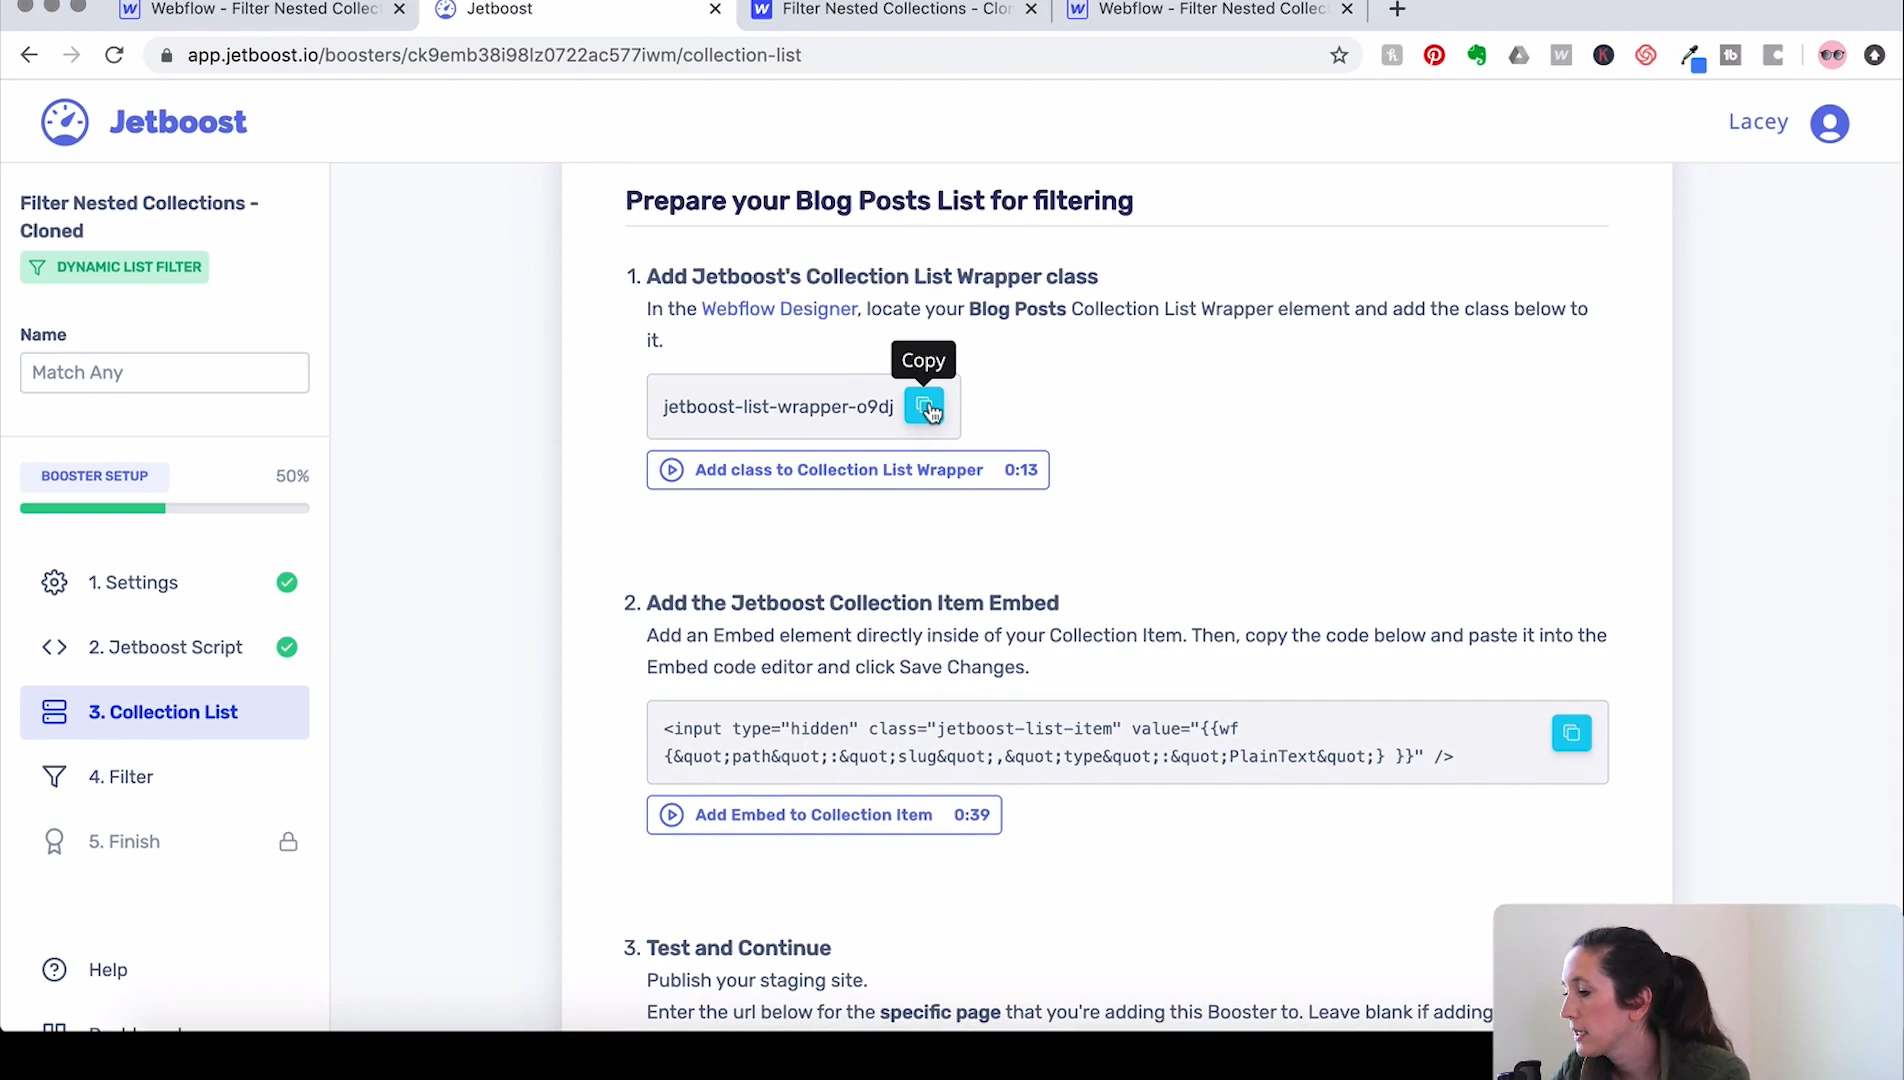 Webflow - Filter Nested Collect
Jetboost
Filter Nested Collections - Clon
Webflow - Filter Nested Collec
app.jetboost.io/boosters/ck9emb38i98lz0722ac577iwm/collection-list
Jetboost
Lacey
Filter Nested Collections -
Cloned
DYNAMIC LIST FILTER
Name
Match Any
BOOSTER SETUP
50%
1. Settings
2. Jetboost Script
3. Collection List
4. Filter
5. Finish
Help
Prepare your Blog Posts List for filtering
1. Add Jetboost's Collection List Wrapper class
In the Webflow Designer, locate your Blog Posts Collection List Wrapper element and add the class below to
it.
Copy
jetboost-list-wrapper-o9dj
Add class to Collection List Wrapper 0:13
2. Add the Jetboost Collection Item Embed
Add an Embed element directly inside of your Collection Item. Then, copy the code below and paste it into the
Embed code editor and click Save Changes.
<input type="hidden" class="jetboost-list-item" value="{{wf
{&quot;path&quot;:&quot;slug&quot;,&quot;type&quot;:&quot;PlainText&quot;} }}" />
Add Embed to Collection Item 0:39
3. Test and Continue
Publish your staging site.
Enter the url below for the specific page that you're adding this Booster to. Leave blank if adding